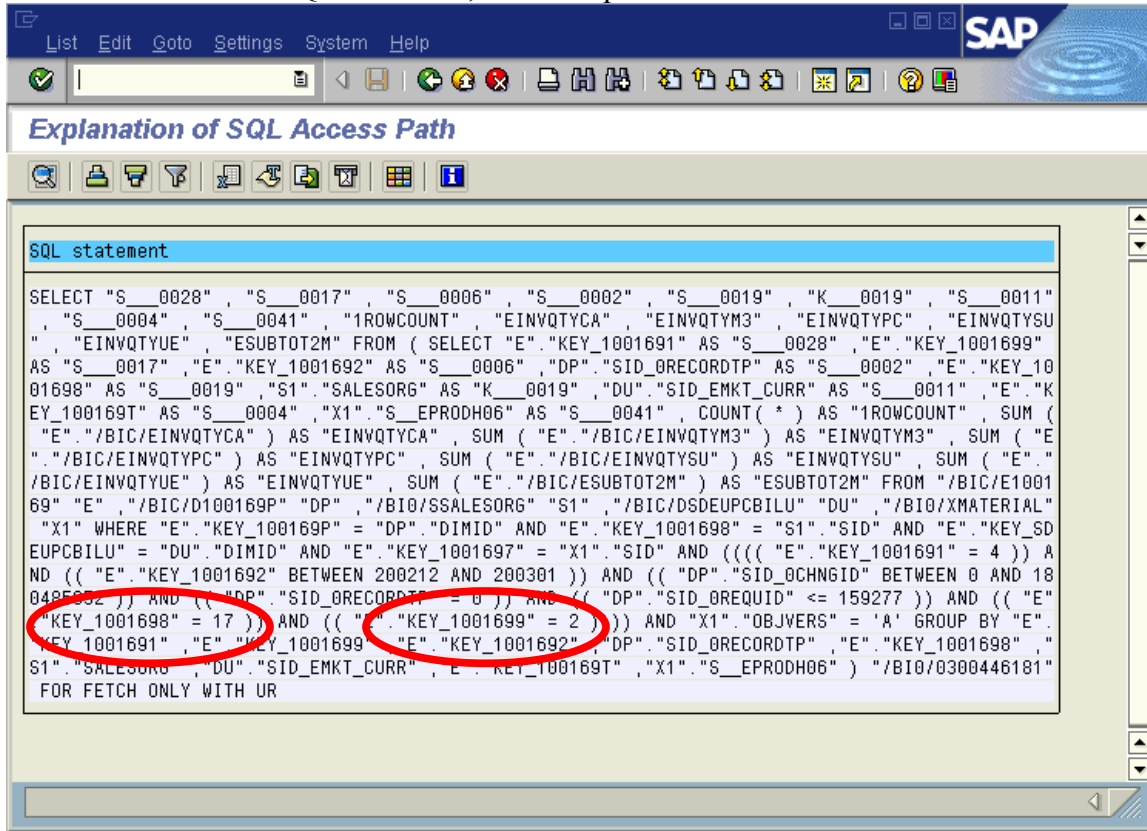 List Edit Goto Settings System Help
SAP
Explanation of SQL Access Path
SQL statement
SELECT "S___0028" , "S___0017" , "S___0006" , "S___0002" , "S___0019" , "K___0019" , "S___0011"
, "S___0004" , "S___0041" , "1ROWCOUNT" , "EINVQTYCA" , "EINVQTYM3" , "EINVQTYPC" , "EINVQTYSU
" , "EINVQTYUE" , "ESUBTOT2M" FROM ( SELECT "E"."KEY_1001691" AS "S___0028" ,"E"."KEY_1001699"
AS "S___0017" ,"E"."KEY_1001692" AS "S___0006" ,"DP"."SID_0RECORDTP" AS "S___0002" ,"E"."KEY_10
01698" AS "S___0019" ,"S1"."SALESORG" AS "K___0019" ,"DU"."SID_EMKT_CURR" AS "S___0011" ,"E"."K
EY_100169T" AS "S___0004" ,"X1"."S__EPRODH06" AS "S___0041" , COUNT( * ) AS "1ROWCOUNT" , SUM (
"E"."/BIC/EINVQTYCA" ) AS "EINVQTYCA" , SUM ( "E"."/BIC/EINVQTYM3" ) AS "EINVQTYM3" , SUM ( "E
"."/BIC/EINVQTYPC" ) AS "EINVQTYPC" , SUM ( "E"."/BIC/EINVQTYSU" ) AS "EINVQTYSU" , SUM ( "E"."
/BIC/EINVQTYUE" ) AS "EINVQTYUE" , SUM ( "E"."/BIC/ESUBTOT2M" ) AS "ESUBTOT2M" FROM "/BIC/E1001
69" "E" ,"/BIC/D100169P" "DP" ,"/BI0/SSALESORG" "S1" ,"/BIC/DSDEUPCBILU" "DU" ,"/BI0/XMATERIAL"
"X1" WHERE "E"."KEY_100169P" = "DP"."DIMID" AND "E"."KEY_1001698" = "S1"."SID" AND "E"."KEY_SD
EUPCBILU" = "DU"."DIMID" AND "E"."KEY_1001697" = "X1"."SID" AND (((( "E"."KEY_1001691" = 4 )) A
ND (( "E"."KEY_1001692" BETWEEN 200212 AND 200301 )) AND (( "DP"."SID_0CHNGID" BETWEEN 0 AND 18
)) AND (( "DP"."SID_0RECORDTP" = 0 )) AND (( "DP"."SID_0REQUID" <= 159277 )) AND (( "E"
"KEY_1001698" = 17 )) AND (( "KEY_1001699" = 2 )))) AND "X1"."OBJVERS" = 'A' GROUP BY "E".
"KEY_1001691" ,"E"."KEY_1001699" ,"E"."KEY_1001692" ,"DP"."SID_0RECORDTP" ,"E"."KEY_1001698" ,"
S1"."SALESORG" ,"DU"."SID_EMKT_CURR" ,"E"."KEY_100169T" ,"X1"."S__EPRODH06" ) "/BI0/0300446181"
FOR FETCH ONLY WITH UR